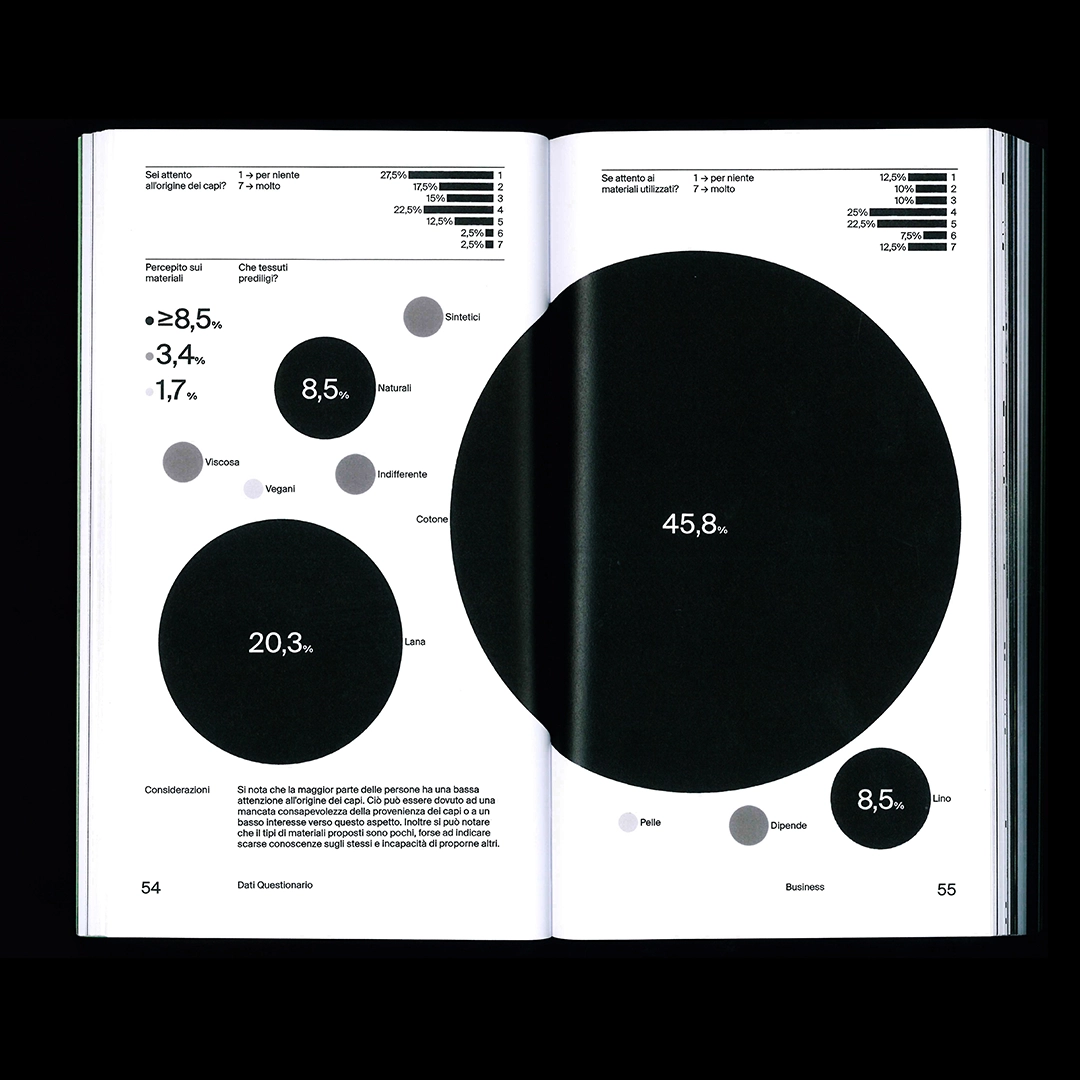 Sei attento
all'origine dei capi?
1 → per niente
7 → molto
27,5% 1
17,5% 2
15% 3
22,5% 4
12,5% 5
2,5% 6
2,5% 7
Percepito sui
materiali
Che tessuti
prediligi?
≥8,5%
3,4%
1,7%
Sintetici
8,5%
Naturali
Viscosa
Indifferente
Vegani
Cotone
20,3%
Lana
Considerazioni
Si nota che la maggior parte delle persone ha una bassa
attenzione all'origine dei capi. Ciò può essere dovuto ad una
mancata consapevolezza della provenienza dei capi o a un
basso interesse verso questo aspetto. Inoltre si può notare
che il tipi di materiali proposti sono pochi, forse ad indicare
scarse conoscenze sugli stessi e incapacità di proporne altri.
54
Dati Questionario
Se attento ai
materiali utilizzati?
1 → per niente
7 → molto
12,5% 1
10% 2
10% 3
25% 4
22,5% 5
7,5% 6
12,5% 7
45,8%
8,5%
Lino
Pelle
Dipende
Business
55